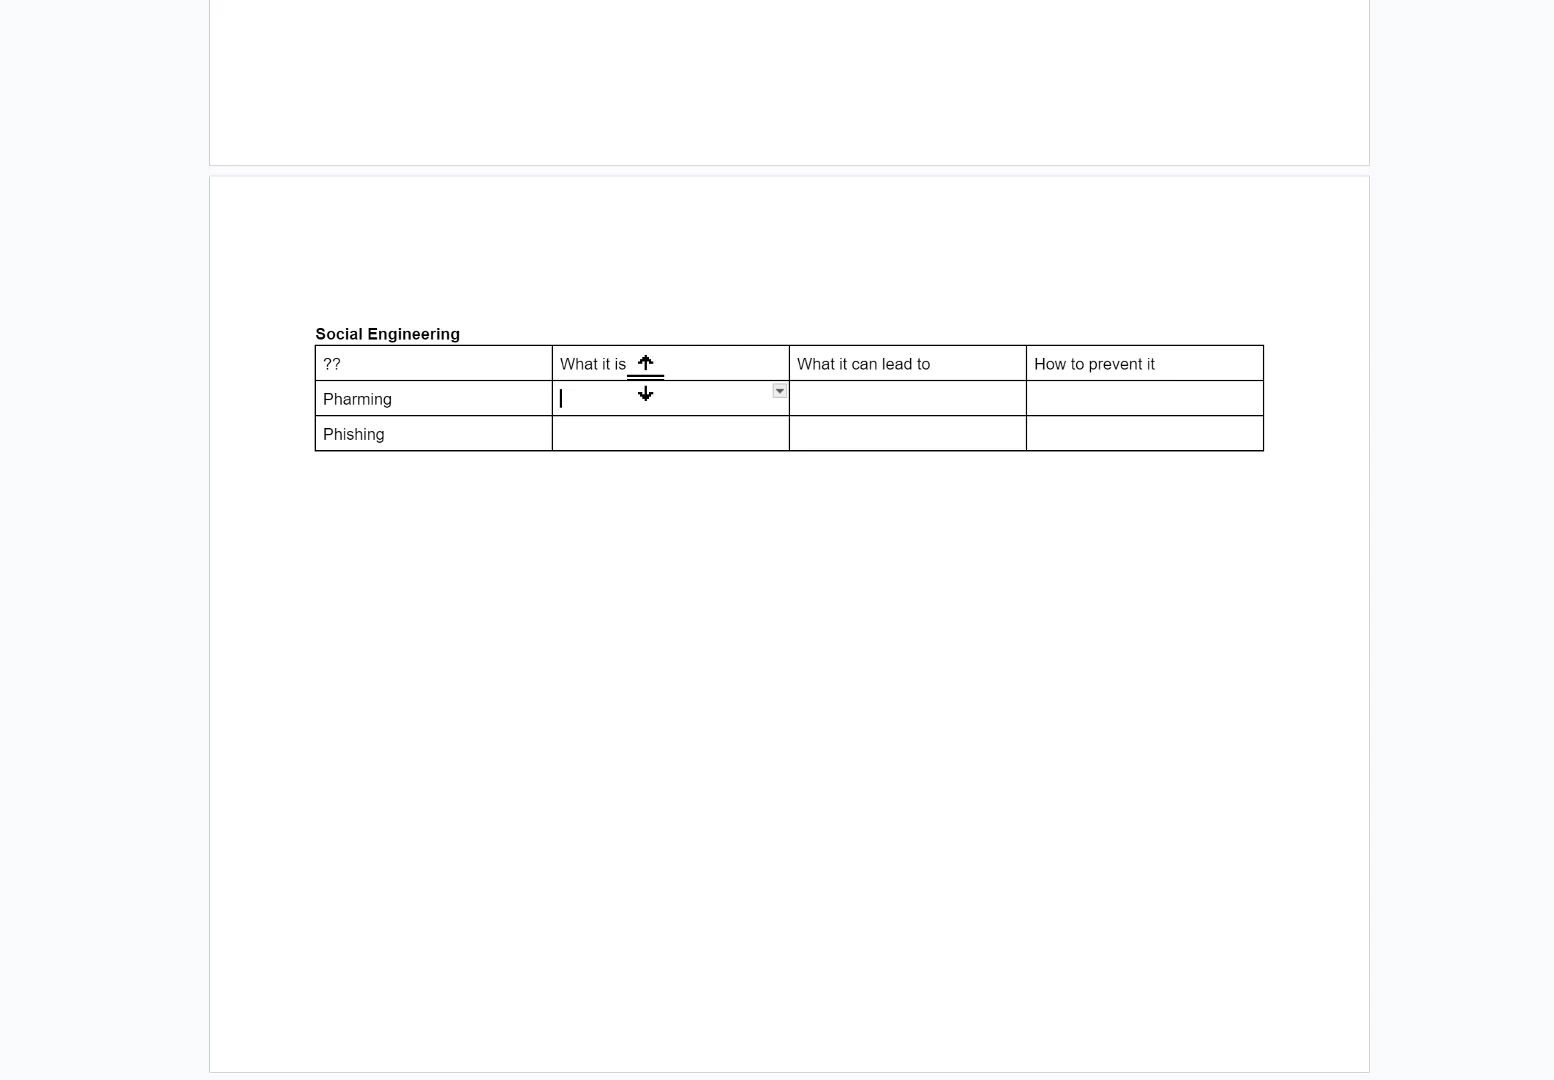 Social Engineering
??
What it is
What it can lead to
How to prevent it
Pharming
Phishing